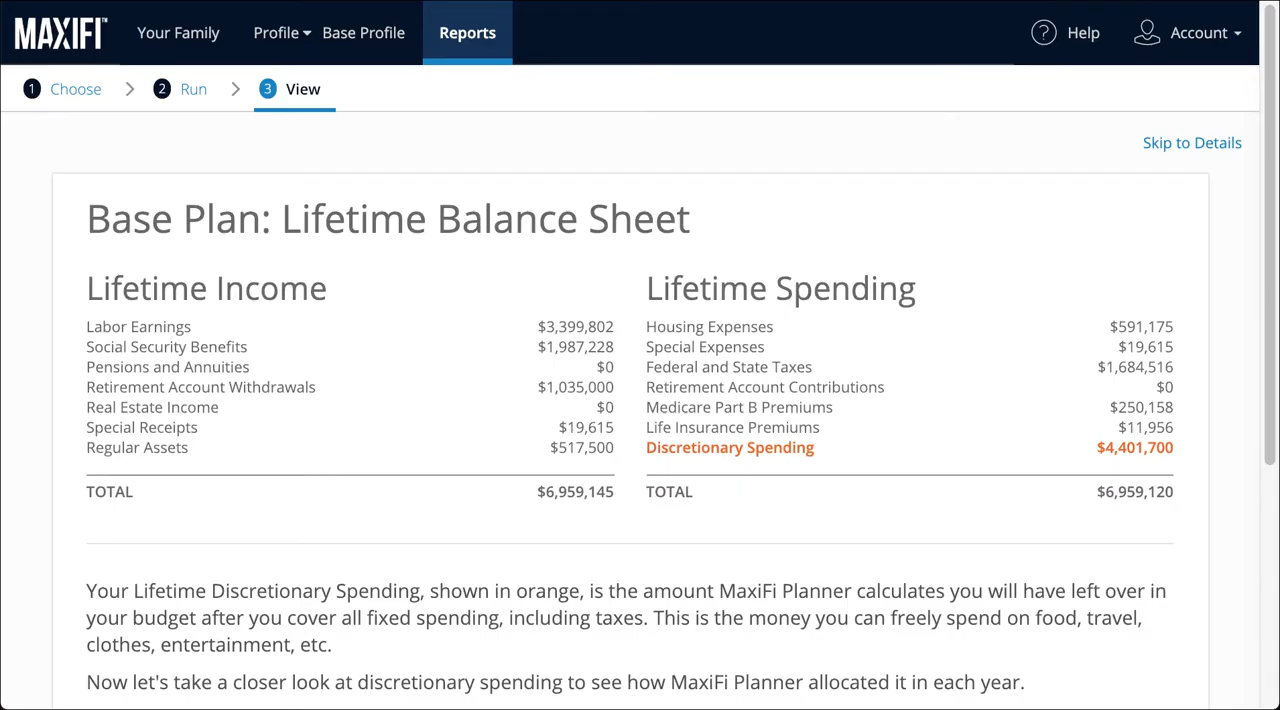 MAXIFI™ Your Family Profile Base Profile Reports ? Help Account
1 Choose 2 Run 3 View
Skip to Details
Base Plan: Lifetime Balance Sheet
Lifetime Income
Labor Earnings $3,399,802
Social Security Benefits $1,987,228
Pensions and Annuities $0
Retirement Account Withdrawals $1,035,000
Real Estate Income $0
Special Receipts $19,615
Regular Assets $517,500
TOTAL $6,959,145
Lifetime Spending
Housing Expenses $591,175
Special Expenses $19,615
Federal and State Taxes $1,684,516
Retirement Account Contributions $0
Medicare Part B Premiums $250,158
Life Insurance Premiums $11,956
Discretionary Spending $4,401,700
TOTAL $6,959,120
Your Lifetime Discretionary Spending, shown in orange, is the amount MaxiFi Planner calculates you will have left over in
your budget after you cover all fixed spending, including taxes. This is the money you can freely spend on food, travel,
clothes, entertainment, etc.
Now let's take a closer look at discretionary spending to see how MaxiFi Planner allocated it in each year.